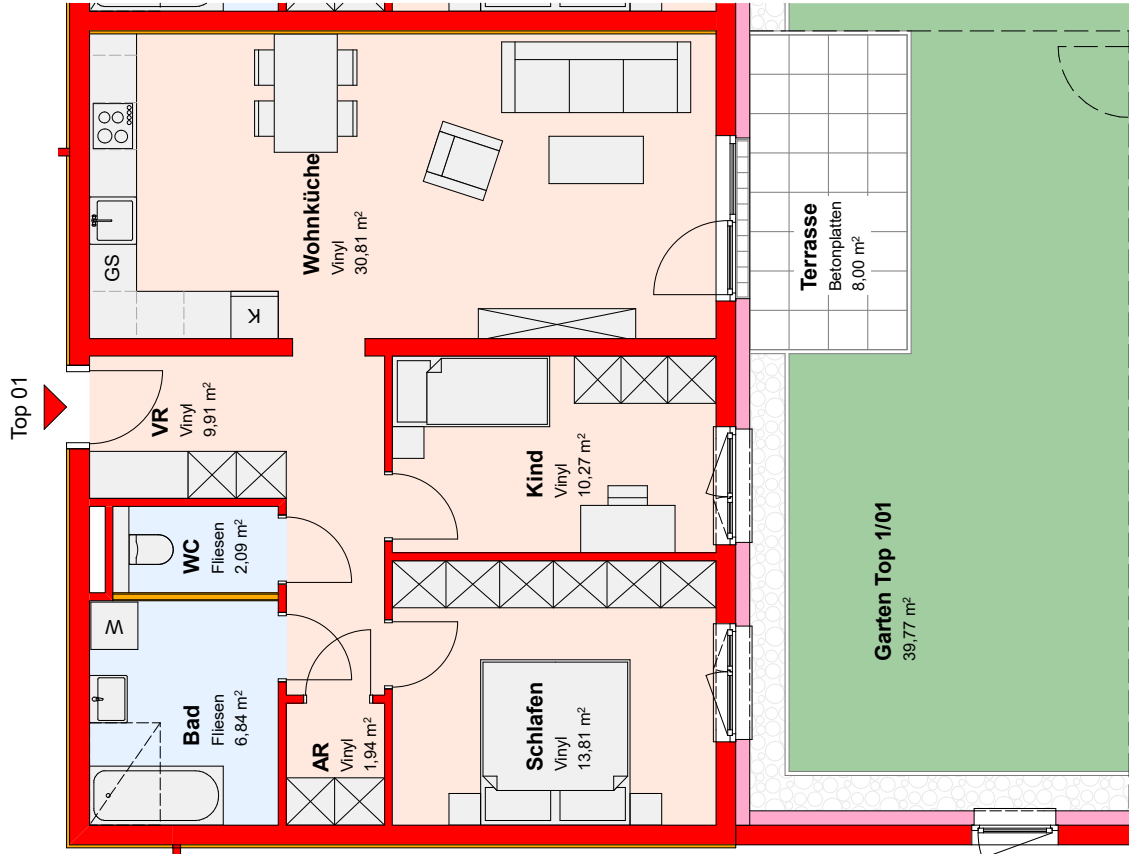 Top 01
Wohnküche
Vinyl
30,81 m²
GS
K
Terrasse
Betonplatten
8,00 m²
VR
Vinyl
9,91 m²
Kind
Vinyl
10,27 m²
WC
Fliesen
2,09 m²
W
Bad
Fliesen
6,84 m²
AR
Vinyl
1,94 m²
Schlafen
Vinyl
13,81 m²
Garten Top 1/01
39,77 m²